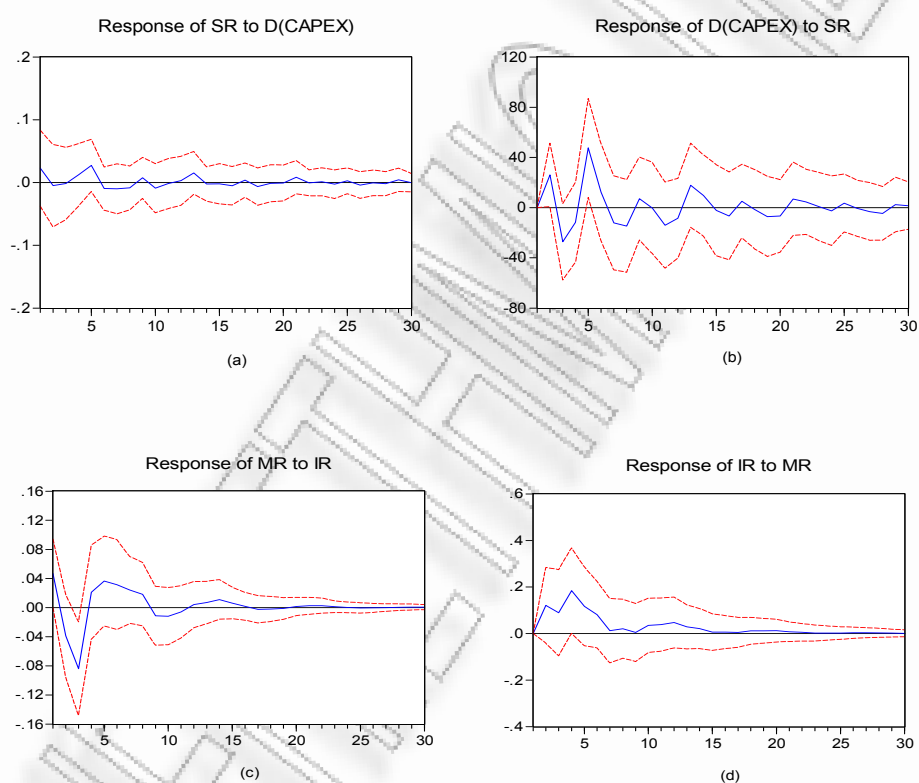 Response of SR to D(CAPEX)
.2
.1
.0
-.1
-.2
5 10 15 20 25 30
(a)
Response of D(CAPEX) to SR
120
80
40
0
-40
-80
5 10 15 20 25 30
(b)
Response of MR to IR
.16
.12
.08
.04
.00
-.04
-.08
-.12
-.16
5 10 15 20 25 30
(c)
Response of IR to MR
.6
.4
.2
.0
-.2
-.4
5 10 15 20 25 30
(d)